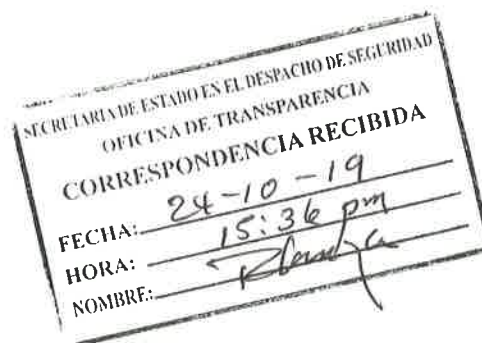 SECRETARIA DE ESTADO EN EL DESPACHO DE SEGURIDAD
OFICINA DE TRANSPARENCIA
CORRESPONDENCIA RECIBIDA
FECHA: 24-10-19
HORA: 15:36 pm
NOMBRE: